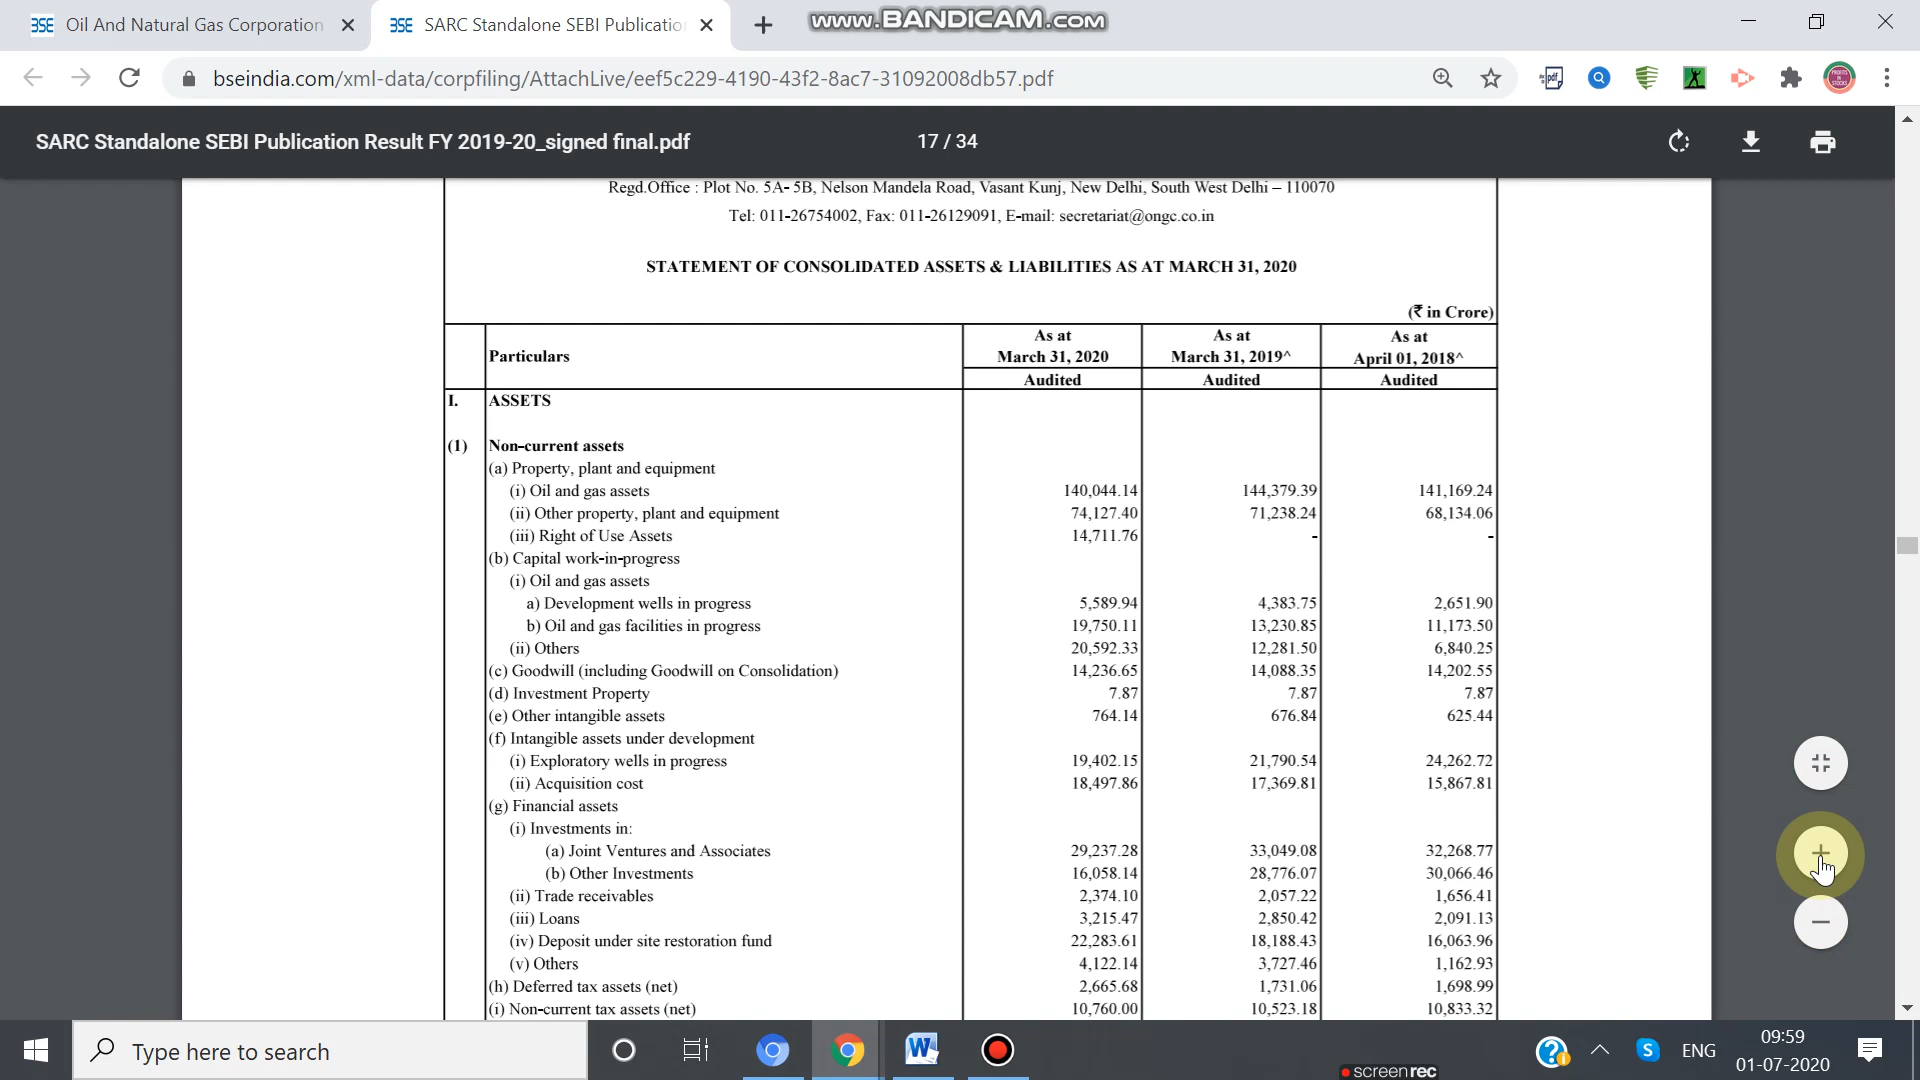 www.BANDICAM.com
BSE Oil And Natural Gas Corporation
BSE SARC Standalone SEBI Publication
bseindia.com/xml-data/corpfiling/AttachLive/eef5c229-4190-43f2-8ac7-31092008db57.pdf
SARC Standalone SEBI Publication Result FY 2019-20_signed final.pdf 17 / 34
Regd.Office : Plot No. 5A- 5B, Nelson Mandela Road, Vasant Kunj, New Delhi, South West Delhi – 110070
Tel: 011-26754002, Fax: 011-26129091, E-mail: secretariat@ongc.co.in
STATEMENT OF CONSOLIDATED ASSETS & LIABILITIES AS AT MARCH 31, 2020
(₹ in Crore)
Particulars As at March 31, 2020 As at March 31, 2019^ As at April 01, 2018^
Audited Audited Audited
I. ASSETS
(1) Non-current assets
(a) Property, plant and equipment
(i) Oil and gas assets 140,044.14 144,379.39 141,169.24
(ii) Other property, plant and equipment 74,127.40 71,238.24 68,134.06
(iii) Right of Use Assets 14,711.76 - -
(b) Capital work-in-progress
(i) Oil and gas assets
a) Development wells in progress 5,589.94 4,383.75 2,651.90
b) Oil and gas facilities in progress 19,750.11 13,230.85 11,173.50
(ii) Others 20,592.33 12,281.50 6,840.25
(c) Goodwill (including Goodwill on Consolidation) 14,236.65 14,088.35 14,202.55
(d) Investment Property 7.87 7.87 7.87
(e) Other intangible assets 764.14 676.84 625.44
(f) Intangible assets under development
(i) Exploratory wells in progress 19,402.15 21,790.54 24,262.72
(ii) Acquisition cost 18,497.86 17,369.81 15,867.81
(g) Financial assets
(i) Investments in:
(a) Joint Ventures and Associates 29,237.28 33,049.08 32,268.77
(b) Other Investments 16,058.14 28,776.07 30,066.46
(ii) Trade receivables 2,374.10 2,057.22 1,656.41
(iii) Loans 3,215.47 2,850.42 2,091.13
(iv) Deposit under site restoration fund 22,283.61 18,188.43 16,063.96
(v) Others 4,122.14 3,727.46 1,162.93
(h) Deferred tax assets (net) 2,665.68 1,731.06 1,698.99
(i) Non-current tax assets (net) 10,760.00 10,523.18 10,833.32
Type here to search
ENG
09:59
01-07-2020
screenrec